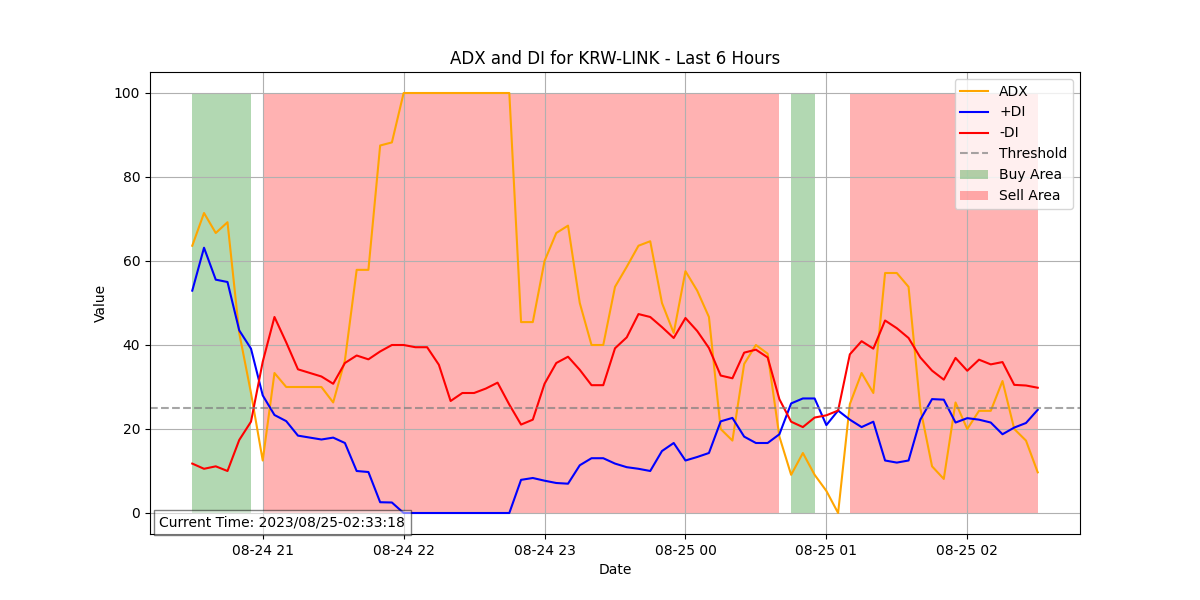 ADX and DI for KRW-LINK - Last 6 Hours
100
80
60
40
20
0
Value
ADX
+DI
-DI
Threshold
Buy Area
Sell Area
Current Time: 2023/08/25-02:33:18
08-24 21
08-24 22
08-24 23
08-25 00
08-25 01
08-25 02
Date